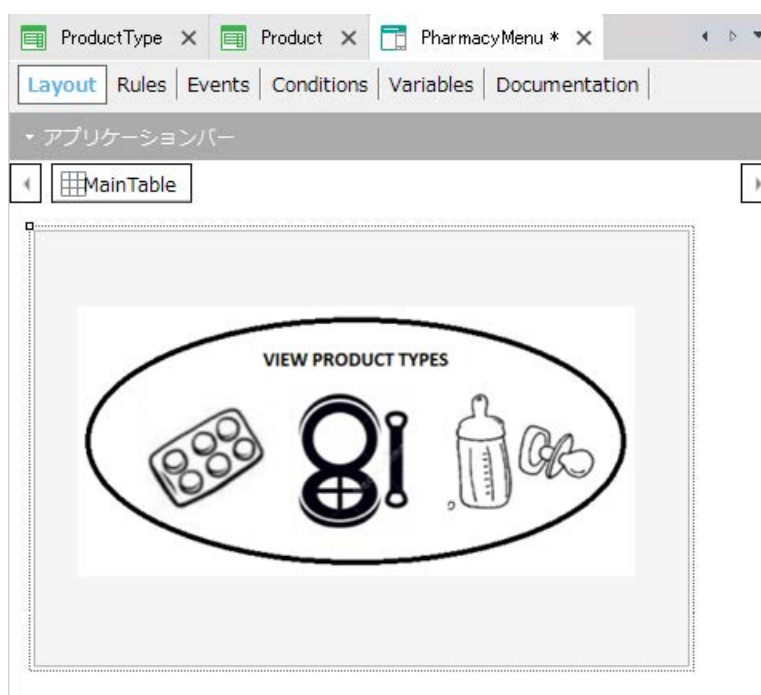 ProductType Product PharmacyMenu *
Layout Rules Events Conditions Variables Documentation
アプリケーションバー
MainTable
VIEW PRODUCT TYPES